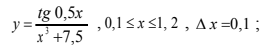 y = tg 0,5x / x³ +7,5 , 0,1 ≤ x ≤ 1, 2 , Δx =0,1 ;